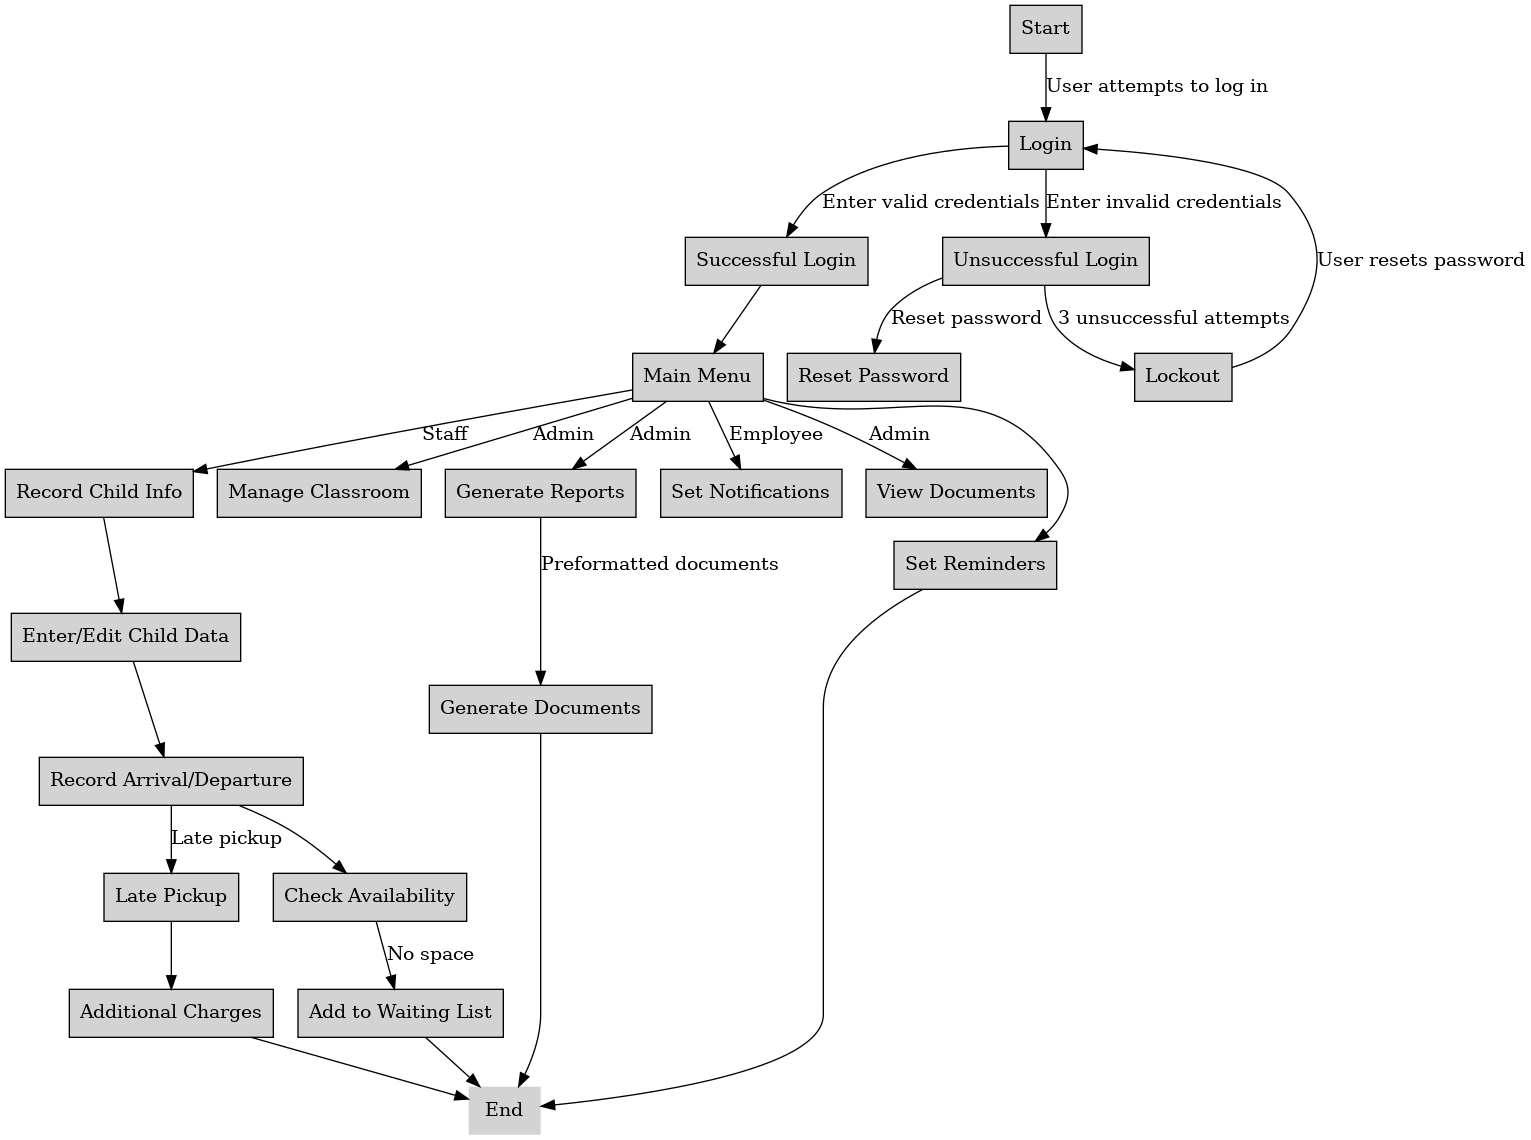 Start
User attempts to log in
Login
Enter valid credentials
Enter invalid credentials
Successful Login
Unsuccessful Login
User resets password
Reset password
3 unsuccessful attempts
Main Menu
Reset Password
Lockout
Staff
Admin
Admin
Employee
Admin
Record Child Info
Manage Classroom
Generate Reports
Set Notifications
View Documents
Preformatted documents
Set Reminders
Enter/Edit Child Data
Generate Documents
Record Arrival/Departure
Late pickup
Late Pickup
Check Availability
No space
Additional Charges
Add to Waiting List
End